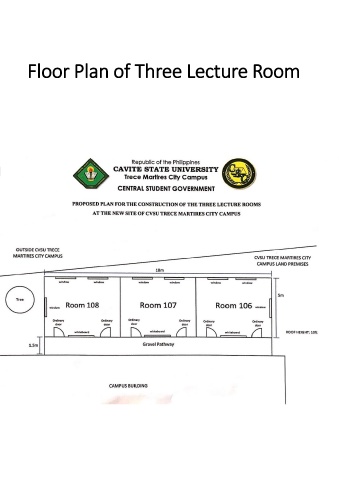 Floor Plan of Three Lecture Room
Republic of the Philippines
CAVITE STATE UNIVERSITY
Trece Martires City Campus
CENTRAL STUDENT GOVERNMENT
PROPOSED PLAN FOR THE CONSTRUCTION OF THE THREE LECTURE ROOMS
AT THE NEW SITE OF CVSU TRECE MARTIRES CITY CAMPUS
OUTSIDE CVSU TRECE
MARTIRES CITY CAMPUS
CVSU TRECE MARTIRES CITY
CAMPUS LAND PREMISES
18m
window window window window window window
5m
Tree
window Room 108 Room 107 Room 106 window
Ordinary door Ordinary door Ordinary door Ordinary door Ordinary door Ordinary door
whiteboard whiteboard whiteboard
ROOF HEIGHT:
1.5m
Gravel Pathway
CAMPUS BUILDING